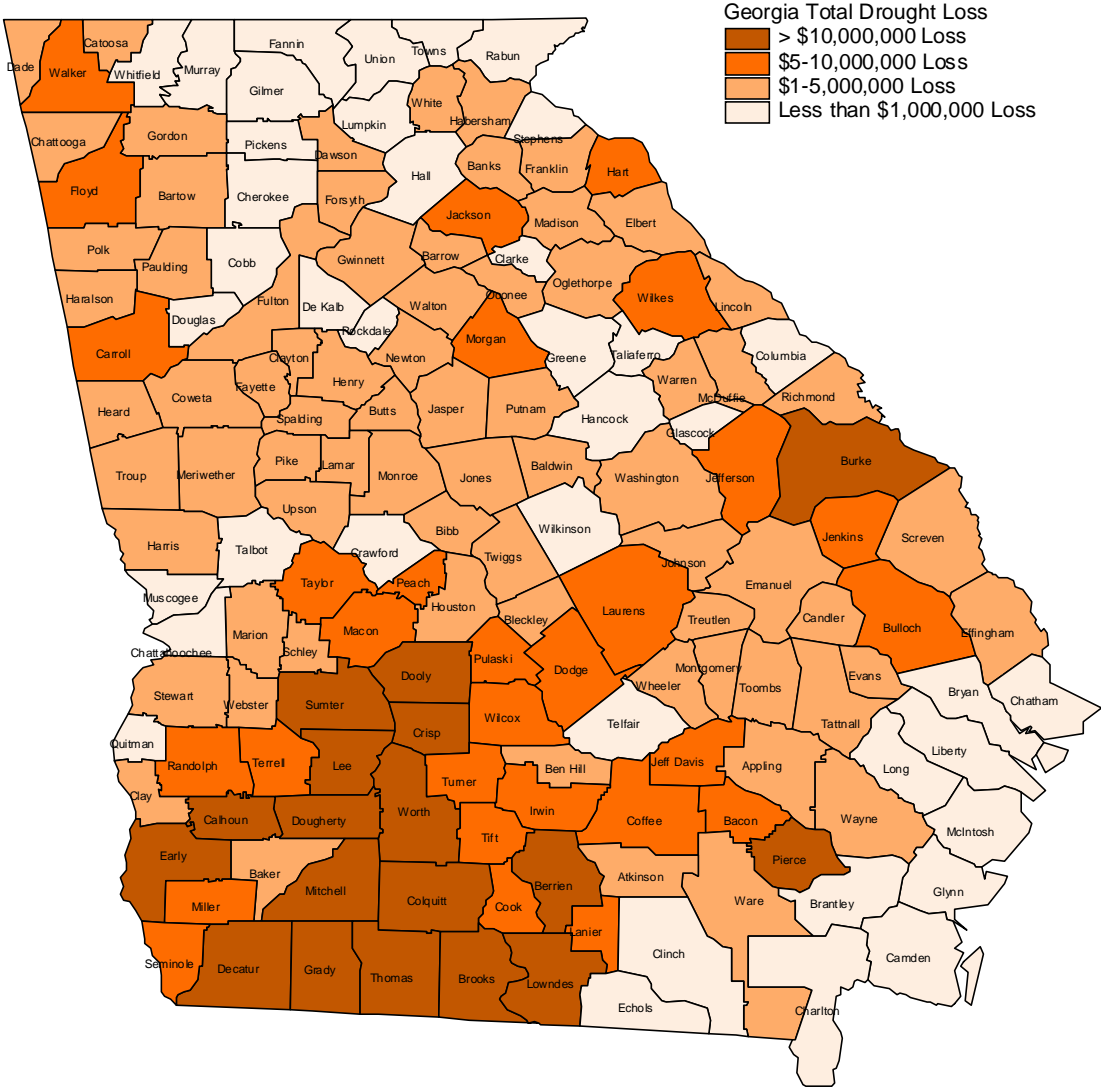 Georgia Total Drought Loss
> $10,000,000 Loss
$5-10,000,000 Loss
$1-5,000,000 Loss
Less than $1,000,000 Loss
Dade
Walker
Catoosa
Whitfield
Murray
Fannin
Gilmer
Union
Towns
Rabun
White
Habersham
Lumpkin
Stephens
Chattooga
Gordon
Pickens
Dawson
Hall
Banks
Franklin
Hart
Floyd
Bartow
Cherokee
Forsyth
Jackson
Madison
Elbert
Polk
Paulding
Cobb
Gwinnett
Barrow
Clarke
Oglethorpe
Wilkes
Lincoln
Haralson
Douglas
Fulton
De Kalb
Rockdale
Walton
Oconee
Morgan
Greene
Taliaferro
Columbia
Carroll
Clayton
Newton
Warren
McDuffie
Richmond
Heard
Coweta
Fayette
Henry
Spalding
Butts
Jasper
Putnam
Hancock
Glascock
Troup
Meriwether
Pike
Lamar
Monroe
Jones
Baldwin
Washington
Jefferson
Burke
Harris
Talbot
Upson
Crawford
Bibb
Twiggs
Wilkinson
Johnson
Jenkins
Screven
Muscogee
Taylor
Peach
Houston
Bleckley
Laurens
Treutlen
Emanuel
Candler
Bulloch
Effingham
Chattahoochee
Marion
Schley
Macon
Pulaski
Dodge
Wheeler
Montgomery
Toombs
Evans
Tattnall
Bryan
Chatham
Stewart
Webster
Sumter
Dooly
Crisp
Wilcox
Telfair
Quitman
Randolph
Terrell
Lee
Turner
Ben Hill
Jeff Davis
Appling
Long
Liberty
Clay
Calhoun
Dougherty
Worth
Irwin
Tift
Coffee
Bacon
Wayne
McIntosh
Early
Baker
Mitchell
Miller
Colquitt
Cook
Berrien
Atkinson
Pierce
Ware
Brantley
Glynn
Lanier
Clinch
Camden
Seminole
Decatur
Grady
Thomas
Brooks
Lowndes
Echols
Charlton